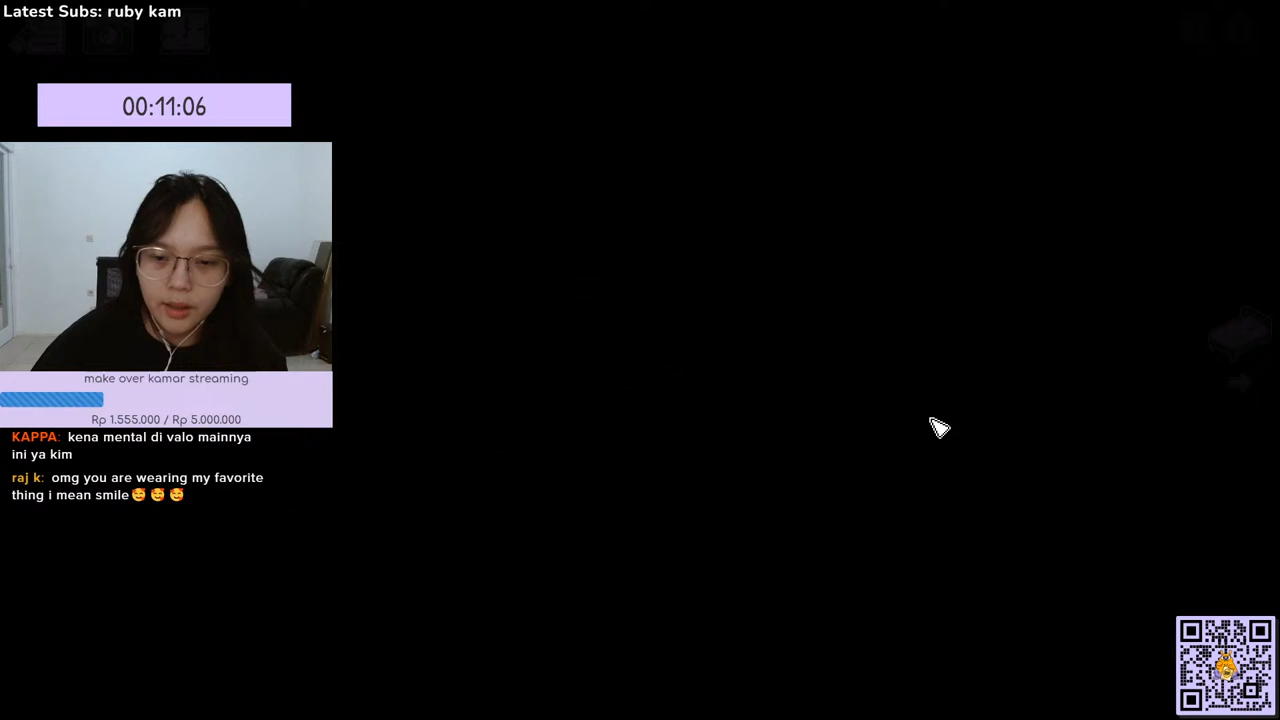 Latest Subs: ruby kam
00:11:06
make over kamar streaming
Rp 1.555.000 / Rp 5.000.000
KAPPA: kena mental di valo mainnya
ini ya kim
raj k: omg you are wearing my favorite
thing i mean smile🥰 🥰 🥰